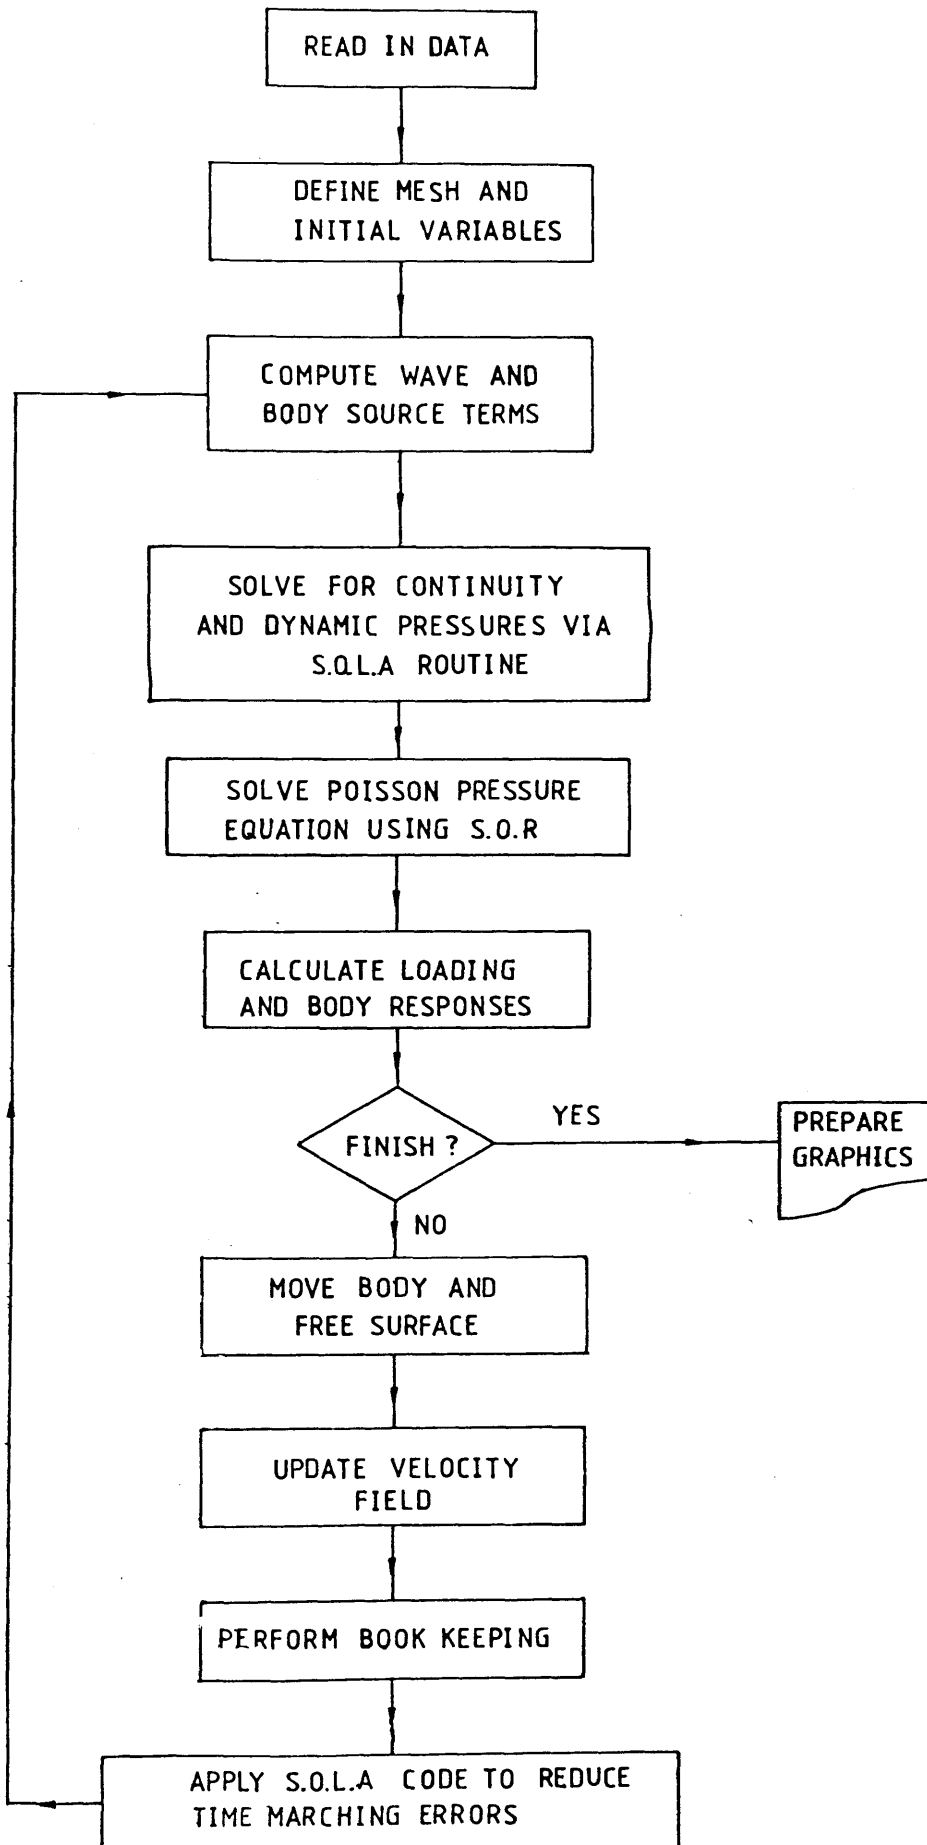 READ IN DATA
DEFINE MESH AND
INITIAL VARIABLES
COMPUTE WAVE AND
BODY SOURCE TERMS
SOLVE FOR CONTINUITY
AND DYNAMIC PRESSURES VIA
S.O.L.A ROUTINE
SOLVE POISSON PRESSURE
EQUATION USING S.O.R
CALCULATE LOADING
AND BODY RESPONSES
FINISH ?
YES
PREPARE
GRAPHICS
NO
MOVE BODY AND
FREE SURFACE
UPDATE VELOCITY
FIELD
PERFORM BOOK KEEPING
APPLY S.O.L.A CODE TO REDUCE
TIME MARCHING ERRORS